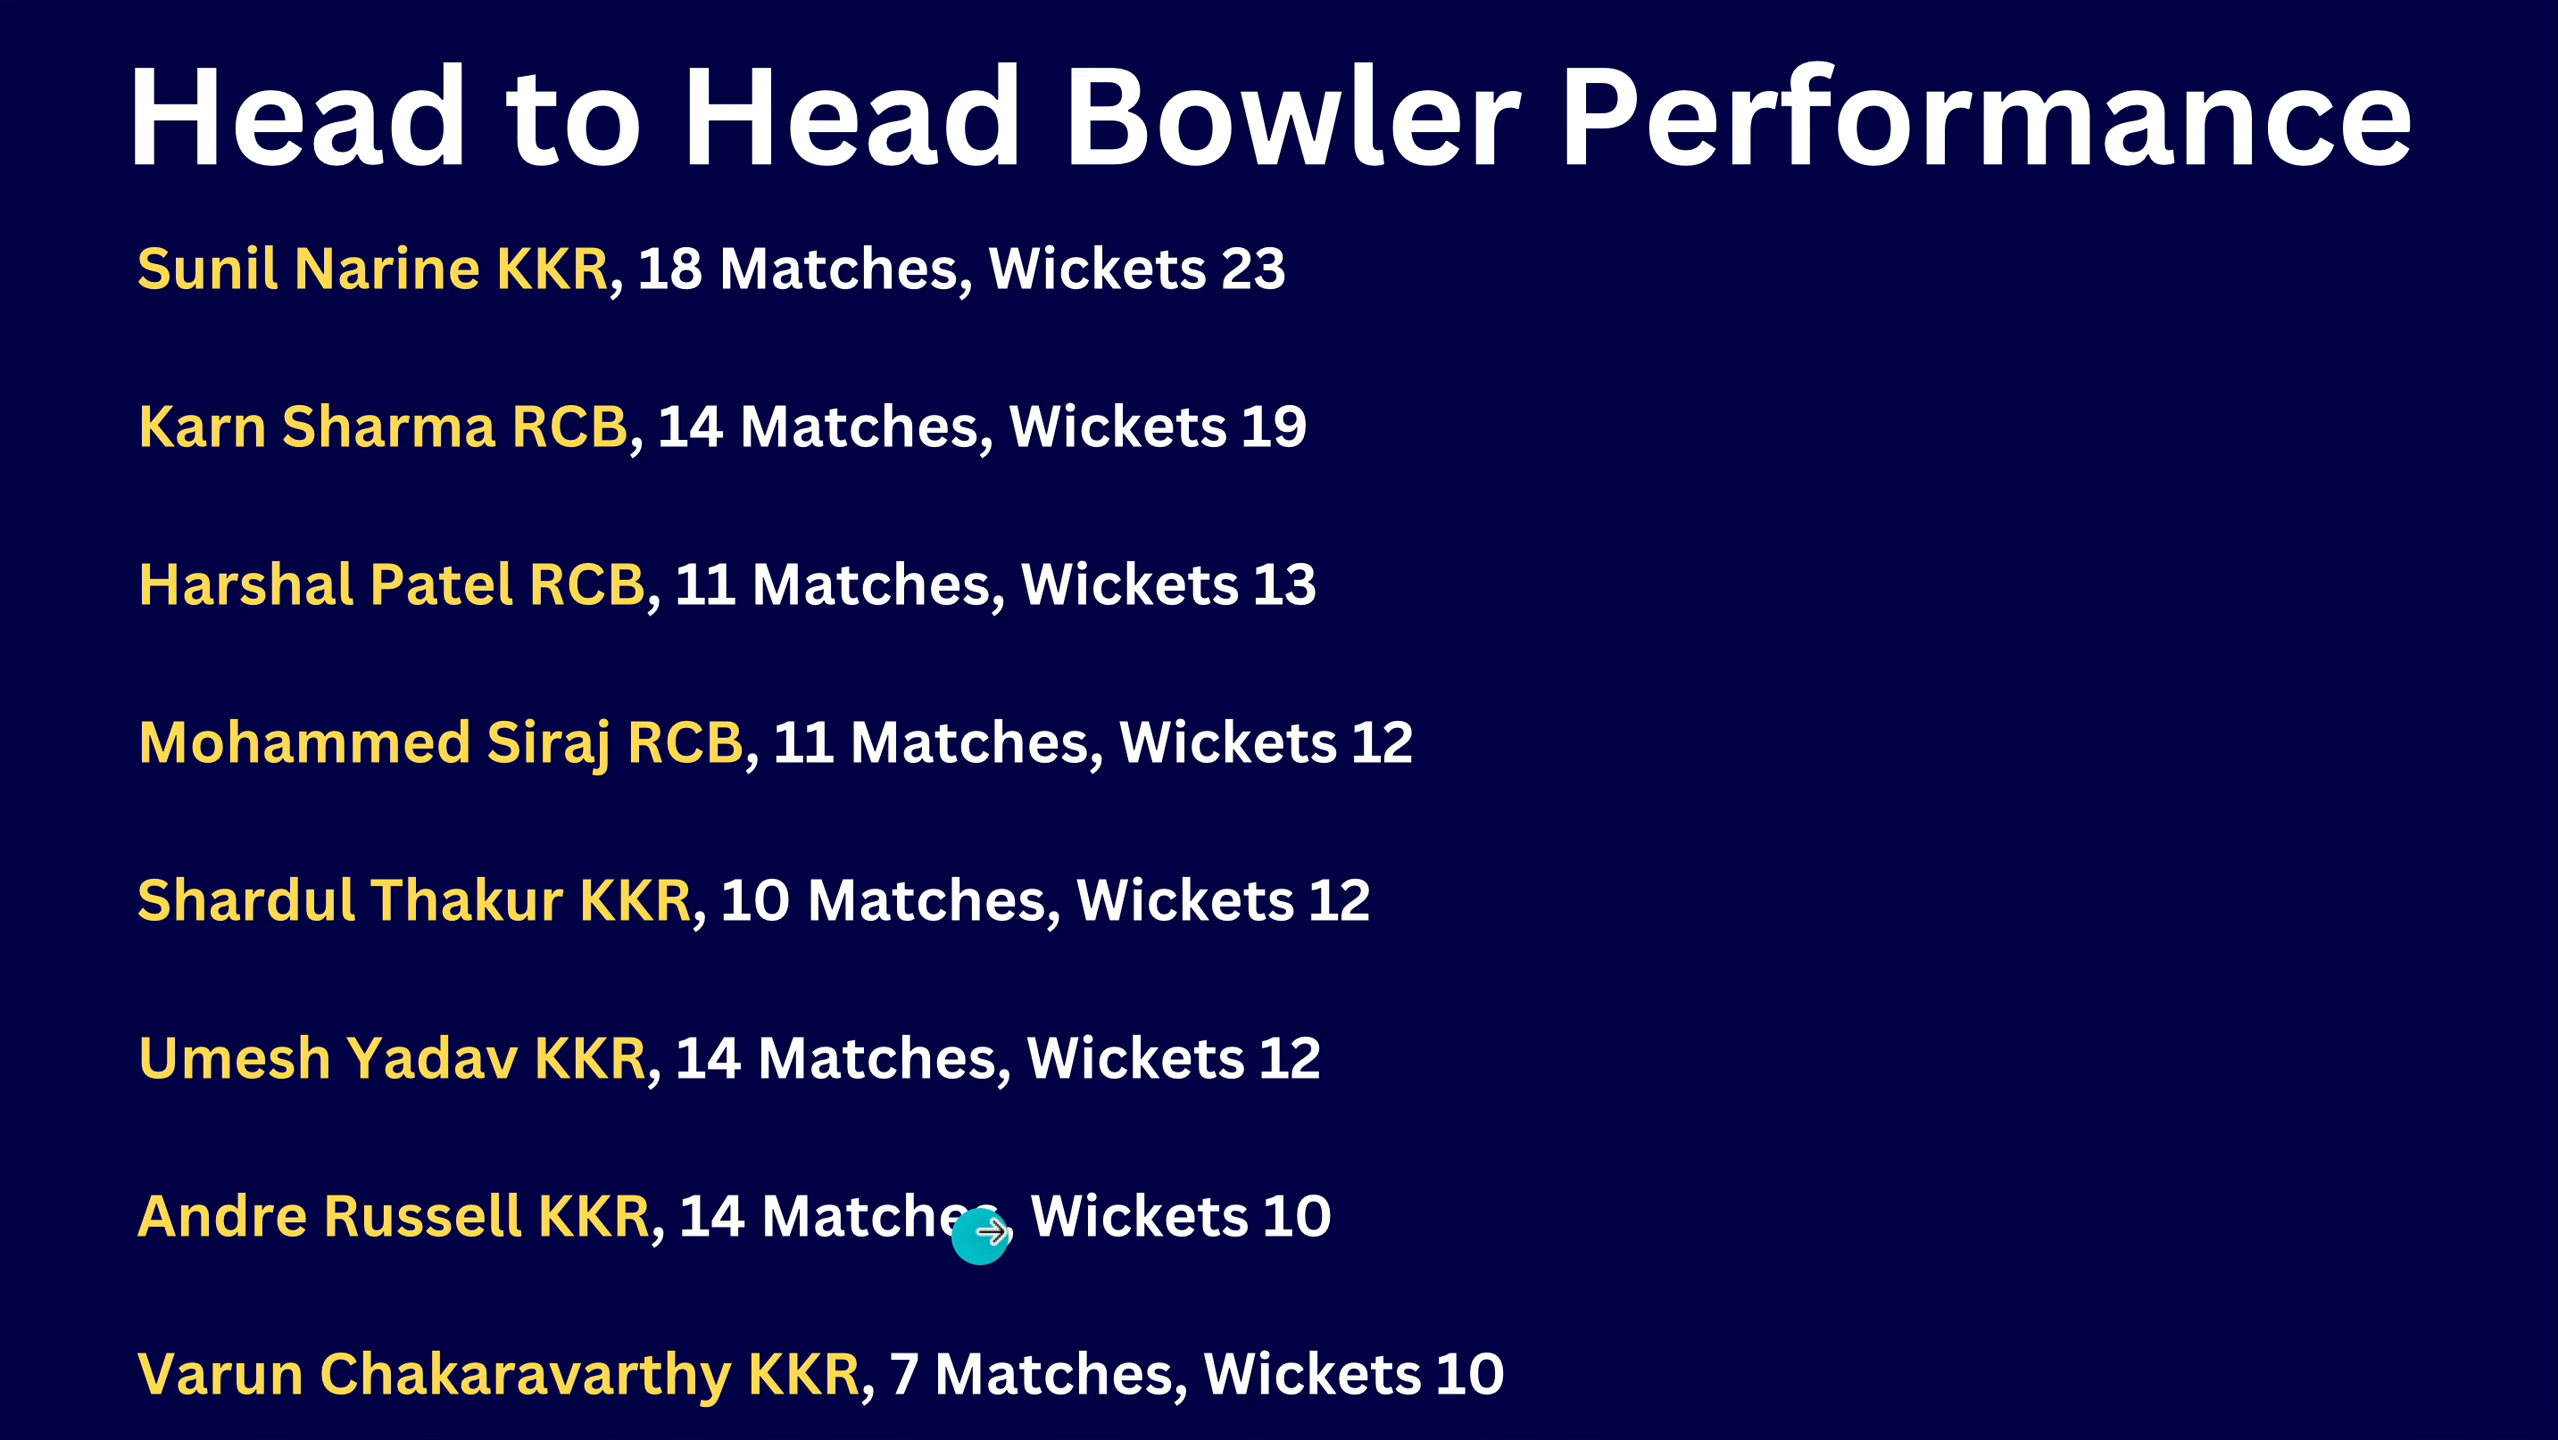 Head to Head Bowler Performance
Sunil Narine KKR, 18 Matches, Wickets 23
Karn Sharma RCB, 14 Matches, Wickets 19
Harshal Patel RCB, 11 Matches, Wickets 13
Mohammed Siraj RCB, 11 Matches, Wickets 12
Shardul Thakur KKR, 10 Matches, Wickets 12
Umesh Yadav KKR, 14 Matches, Wickets 12
Andre Russell KKR, 14 Matches, Wickets 10
Varun Chakaravarthy KKR, 7 Matches, Wickets 10